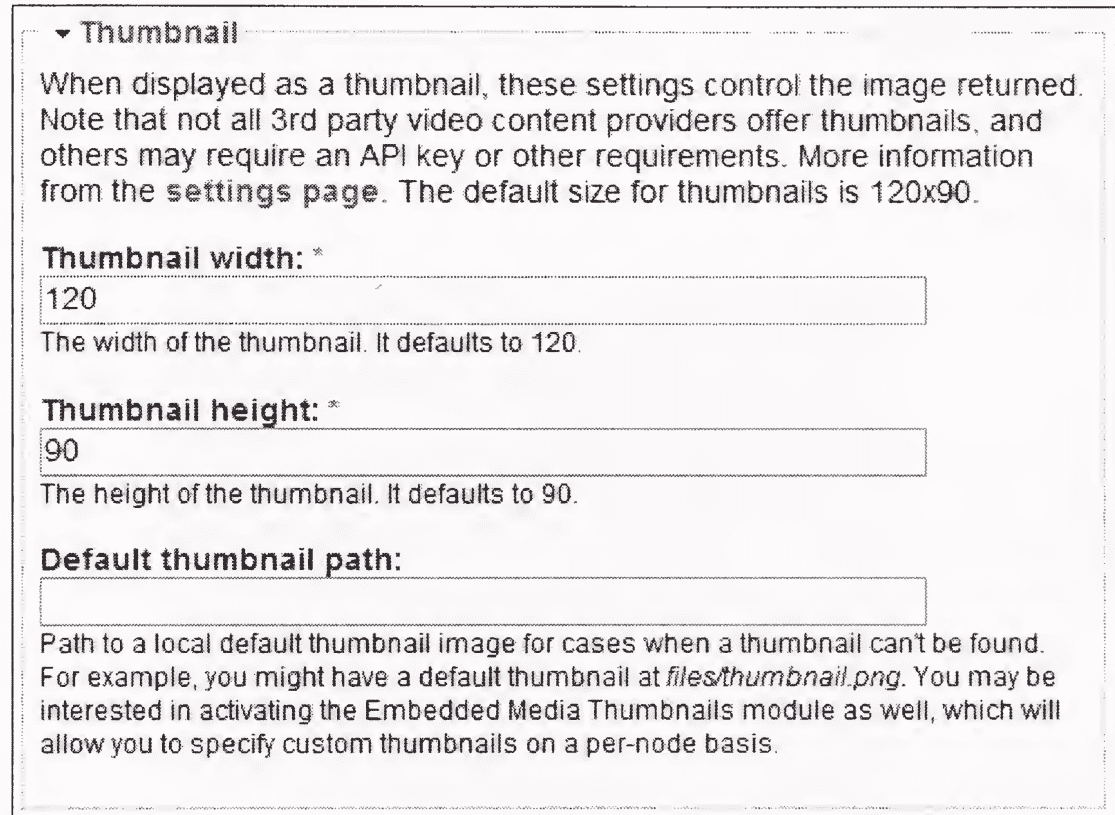 Thumbnail
When displayed as a thumbnail, these settings control the image returned.
Note that not all 3rd party video content providers offer thumbnails, and
others may require an API key or other requirements. More information
from the settings page. The default size for thumbnails is 120x90.
Thumbnail width: *
120
The width of the thumbnail. It defaults to 120.
Thumbnail height: *
90
The height of the thumbnail. It defaults to 90.
Default thumbnail path:
Path to a local default thumbnail image for cases when a thumbnail can't be found.
For example, you might have a default thumbnail at files/thumbnail.png. You may be
interested in activating the Embedded Media Thumbnails module as well, which will
allow you to specify custom thumbnails on a per-node basis.